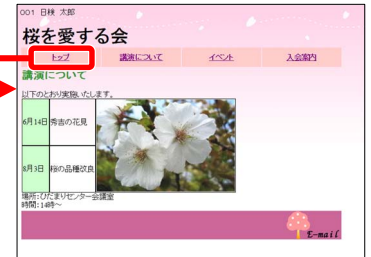 001 日検 太郎
桜を愛する会
トップ 講演について イベント 入会案内
講演について
以下のとおり実施いたします。
6月14日 秀吉の花見
8月3日 桜の品種改良
場所:ひだまりセンター会議室
時間:14時～
E-mail